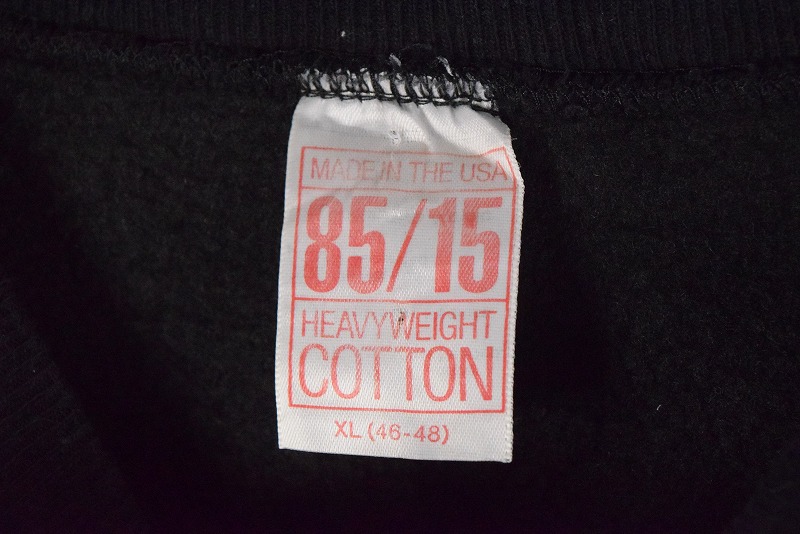 MADE IN THE USA
85/15
HEAVYWEIGHT
COTTON
XL (46-48)